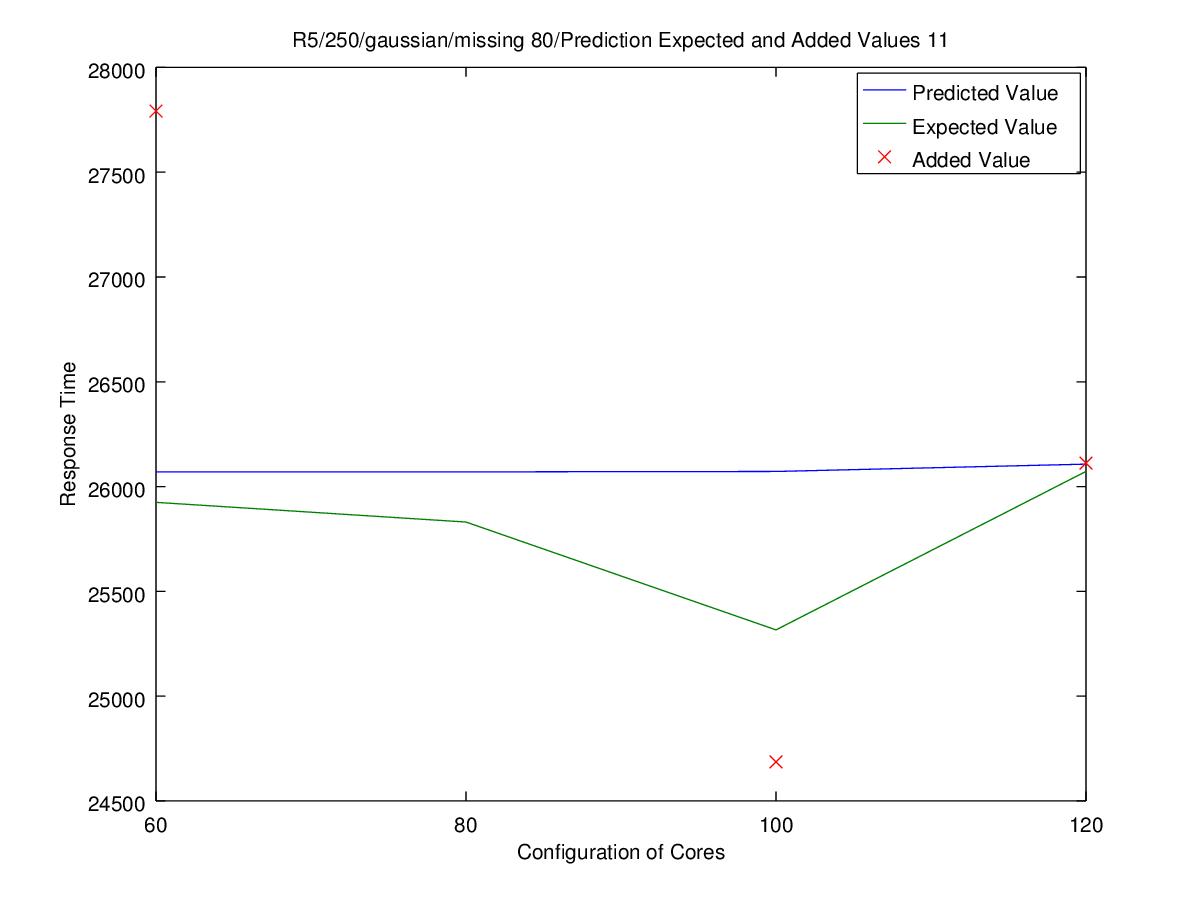 R5/250/gaussian/missing 80/Prediction Expected and Added Values 11
28000
27500
27000
26500
26000
25500
25000
24500
Response Time
Predicted Value
Expected Value
Added Value
60 80 100 120
Configuration of Cores